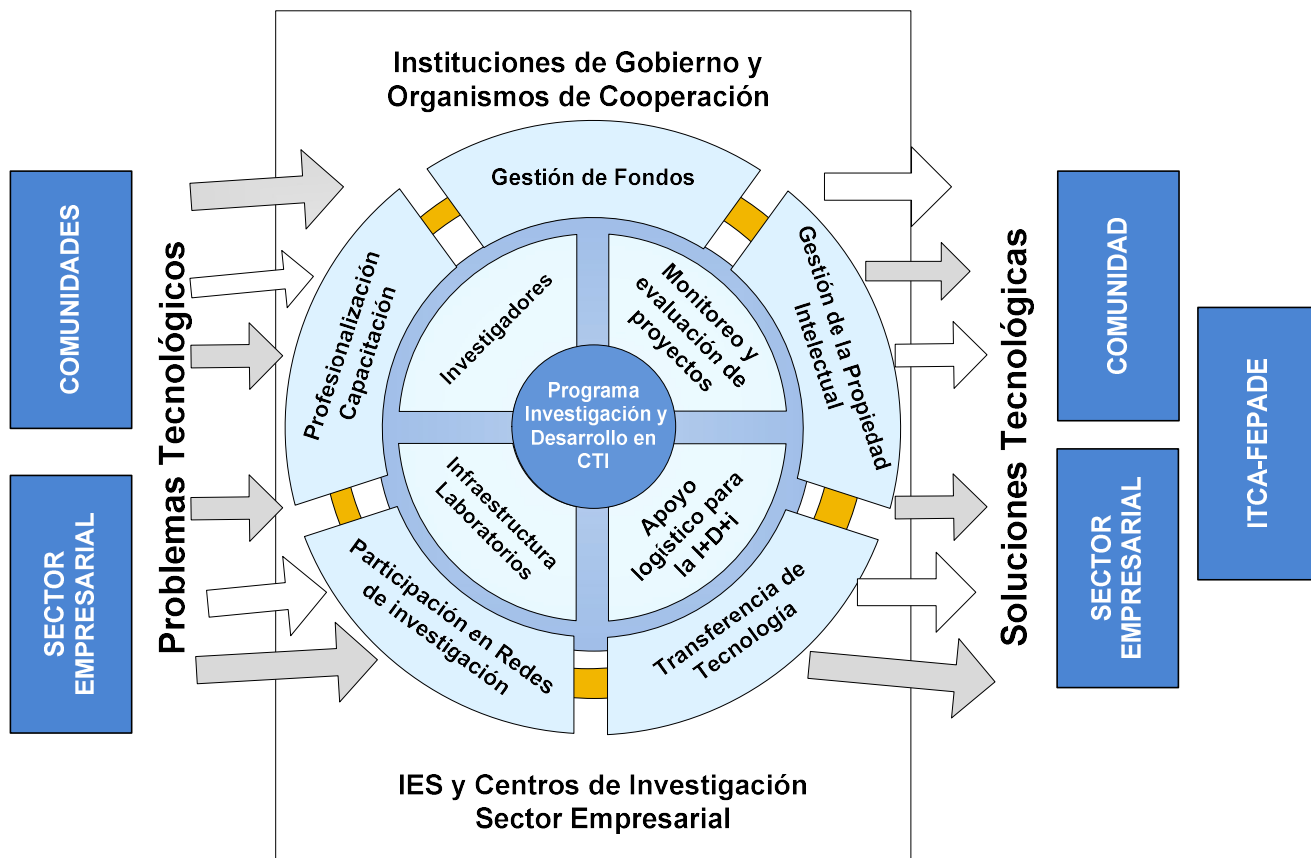 Instituciones de Gobierno y
Organismos de Cooperación
COMUNIDADES
SECTOR
EMPRESARIAL
Problemas Tecnológicos
Gestión de Fondos
Profesionalización
Capacitación
Gestión de la Propiedad
Intelectual
Investigadores
Monitoreo y
evaluación de
proyectos
Programa
Investigación y
Desarrollo en
CTI
Infraestructura
Laboratorios
Apoyo
logístico para
la I+D+i
Participación en Redes
de investigación
Transferencia de
Tecnología
IES y Centros de Investigación
Sector Empresarial
Soluciones Tecnológicas
COMUNIDAD
SECTOR
EMPRESARIAL
ITCA-FEPADE